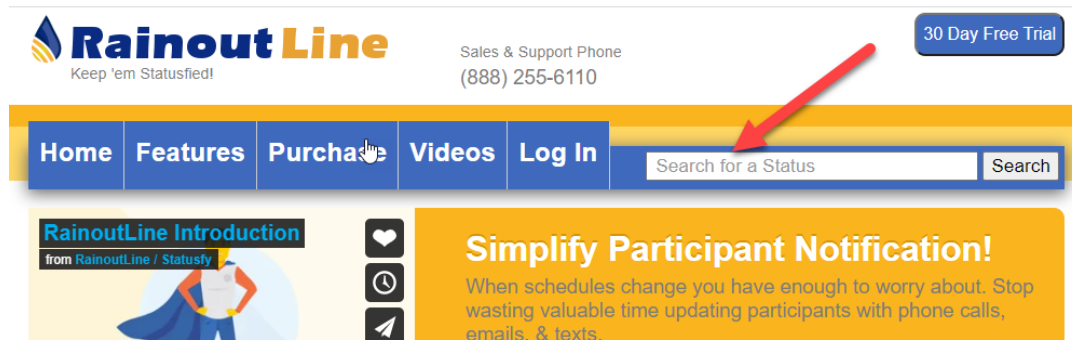 Rainout Line
Keep 'em Statusfied!
Sales & Support Phone
(888) 255-6110
30 Day Free Trial
Home Features Purchase Videos Log In
Search for a Status Search
RainoutLine Introduction
from RainoutLine / Statusfy
Simplify Participant Notification!
When schedules change you have enough to worry about. Stop
wasting valuable time updating participants with phone calls,
emails, & texts.